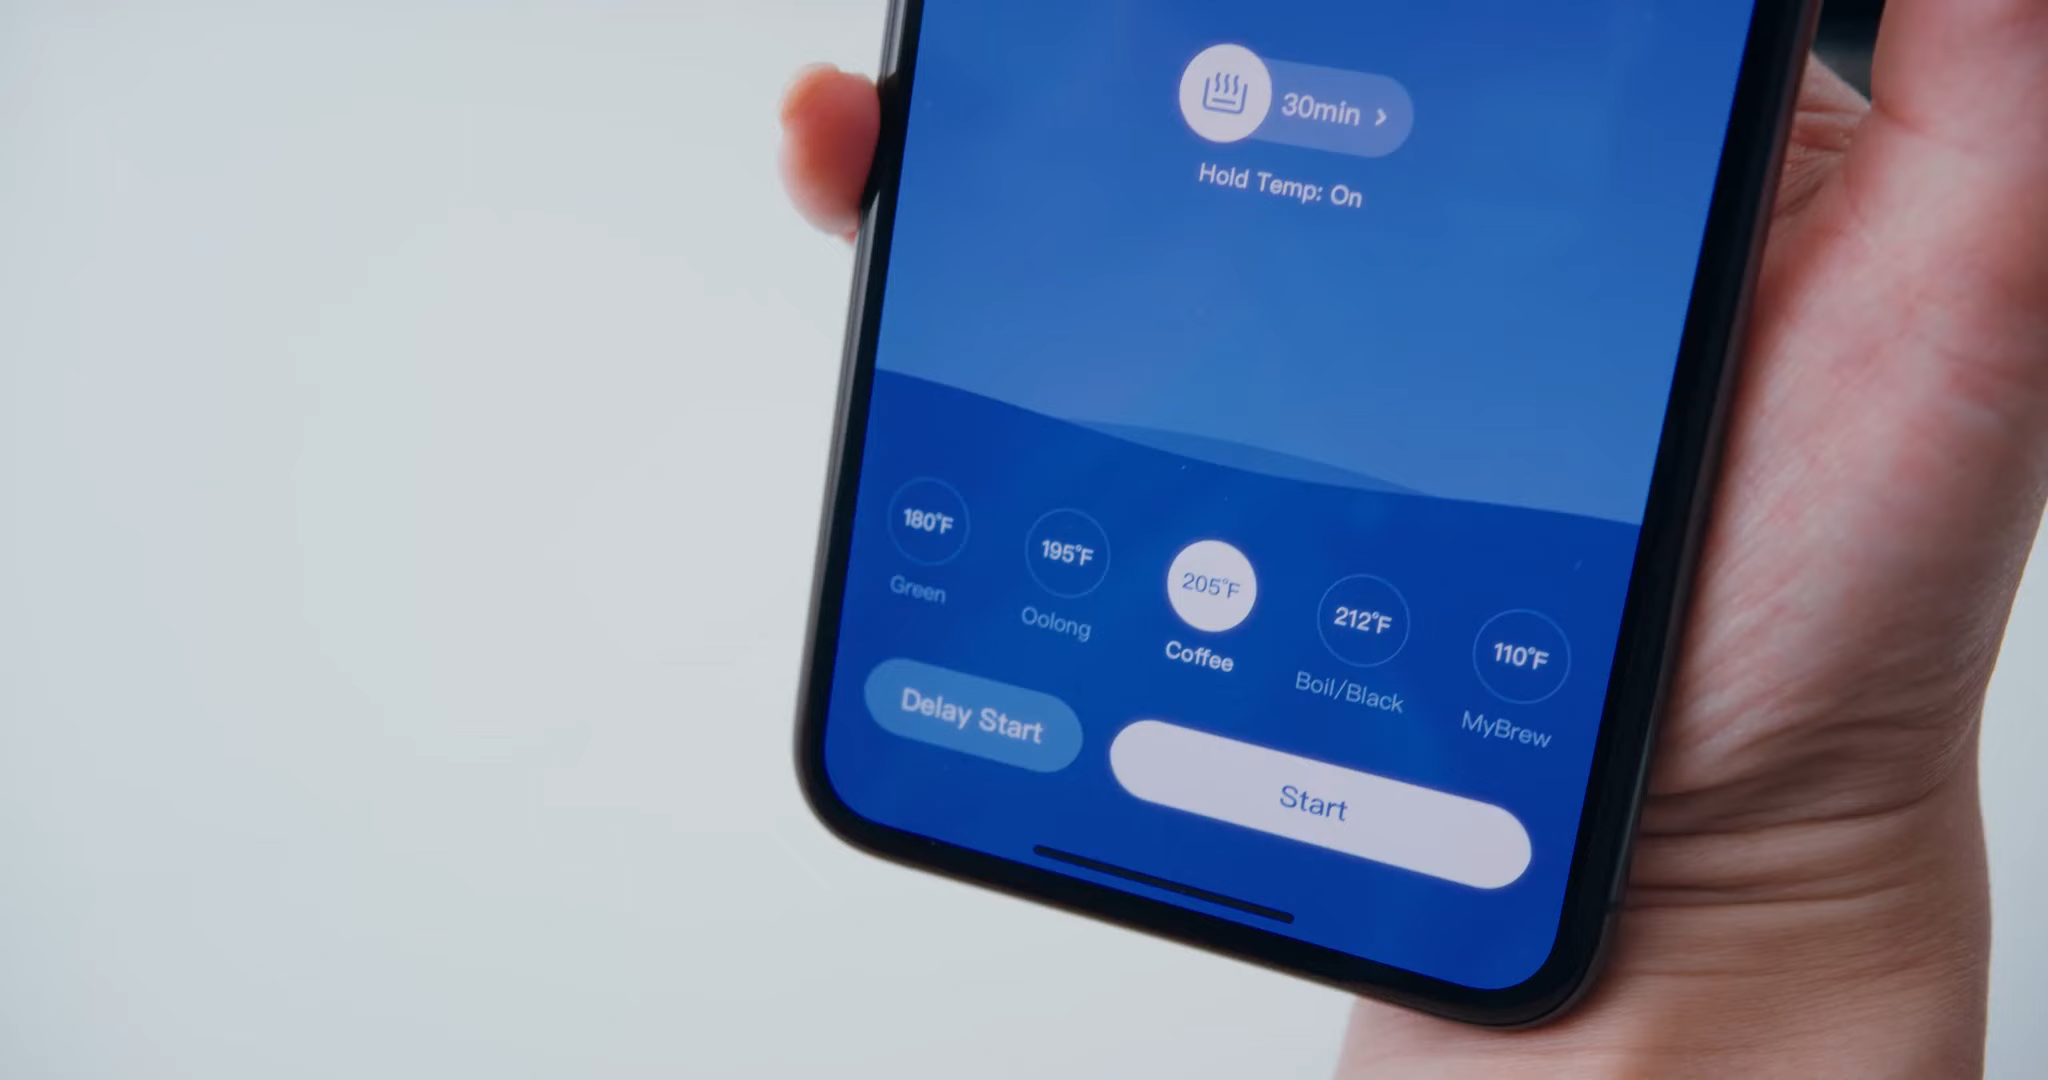 30min
Hold Temp: On
180°F
195°F
205°F
212°F
110°F
Green
Oolong
Coffee
Boil/Black
MyBrew
Delay Start
Start